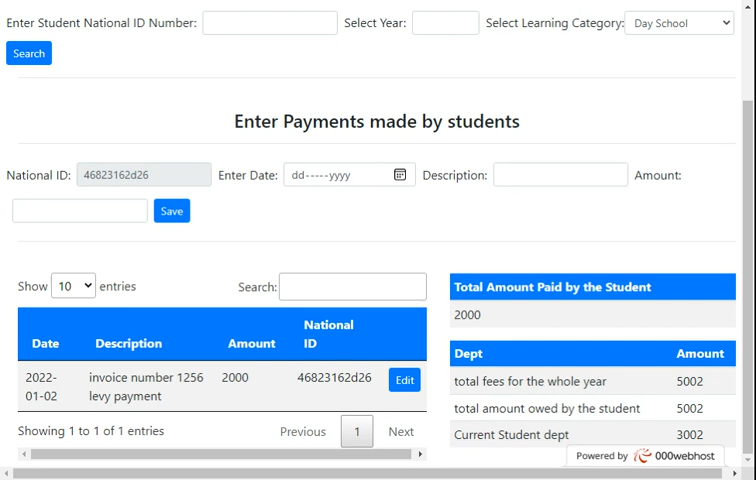 Enter Student National ID Number: Select Year: Select Learning Category: Day School
Search
Enter Payments made by students
National ID: 46823162d26 Enter Date: dd-----yyyy Description: Amount:
Save
Show 10 entries Search:
Date Description Amount National ID
2022-01-02 invoice number 1256 levy payment 2000 46823162d26 Edit
Showing 1 to 1 of 1 entries Previous 1 Next
Total Amount Paid by the Student
2000
Dept Amount
total fees for the whole year 5002
total amount owed by the student 5002
Current Student dept 3002
Powered by 000webhost